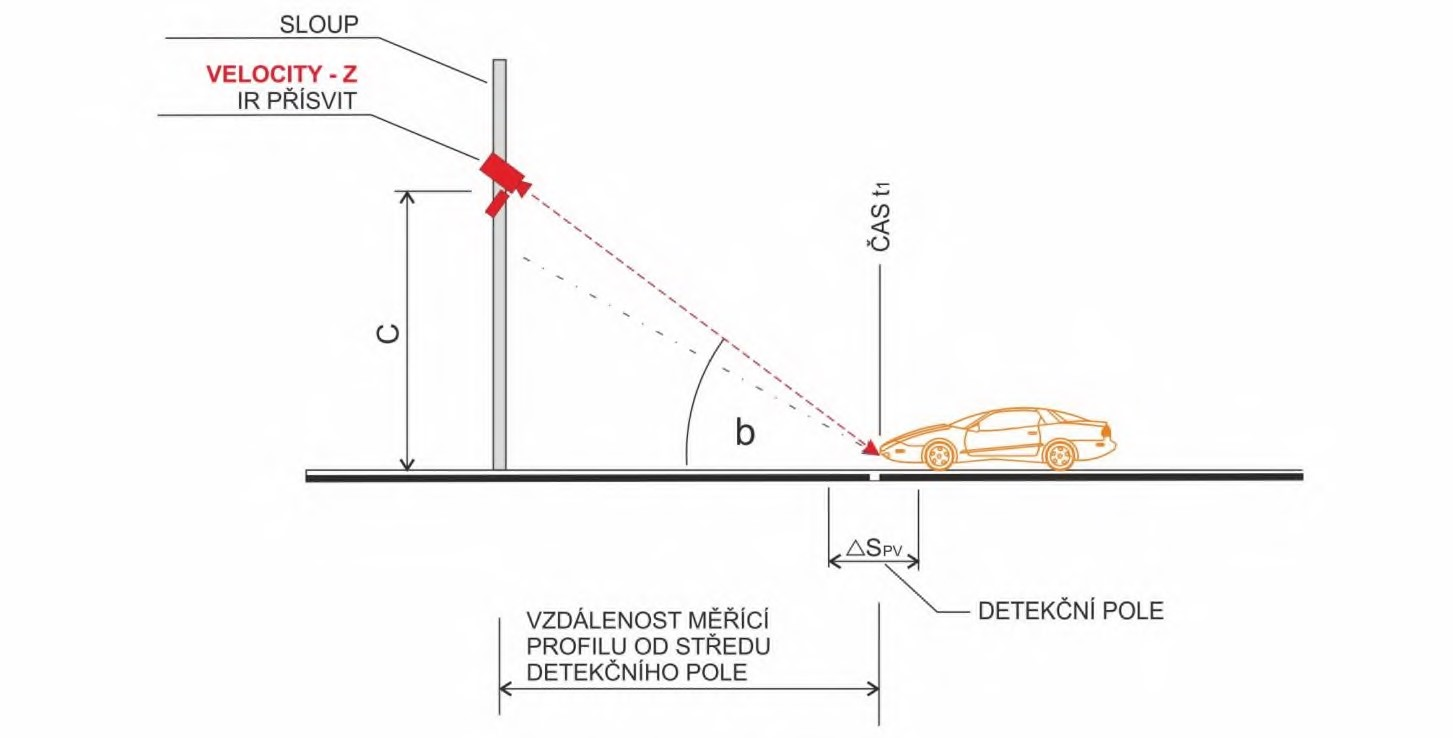 SLOUP
VELOCITY - Z
IR PŘÍSVIT
ČAS t1
C
b
△SPV
DETEKČNÍ POLE
VZDÁLENOST MĚŘÍCÍ
PROFILU OD STŘEDU
DETEKČNÍHO POLE